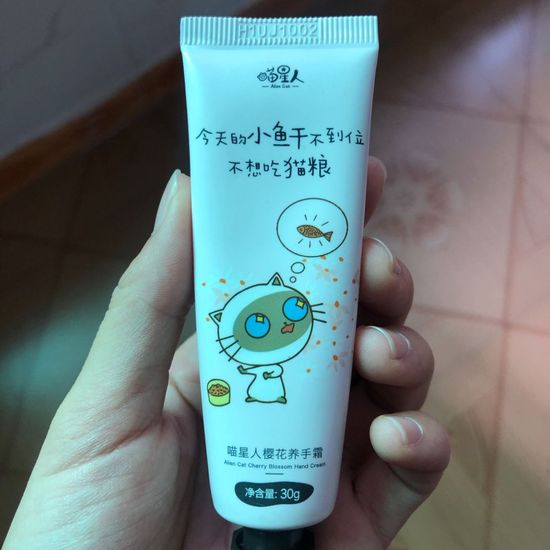 H1UJ1002
喵星人
Alien Cat
今天的小鱼干不到位
不想吃猫粮
喵星人樱花养手霜
Alien Cat Cherry Blossom Hand Cream
净含量: 30g